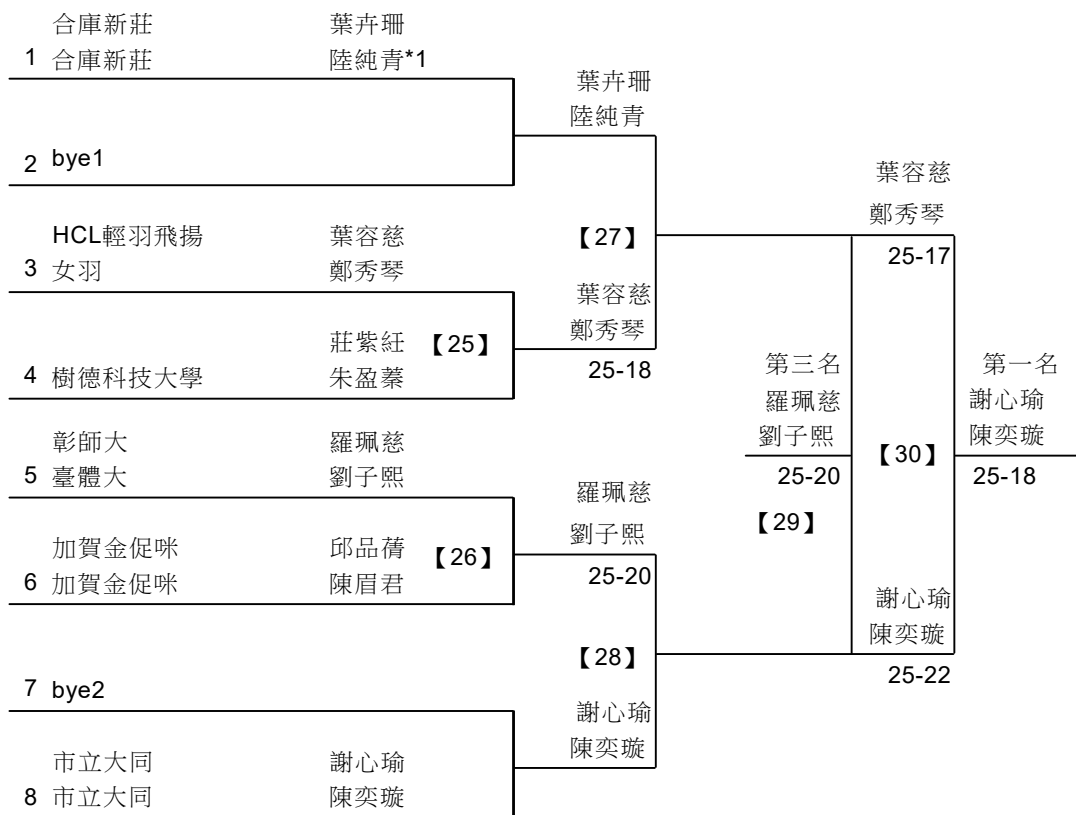 合庫新莊 葉卉珊
1 合庫新莊 陸純青*1
葉卉珊
陸純青
2 bye1
葉容慈
鄭秀琴
25-17
HCL輕羽飛揚 葉容慈
3 女羽 鄭秀琴
【27】
葉容慈
鄭秀琴
25-18
莊紫紝 【25】
4 樹德科技大學 朱盈蓁
第三名
羅珮慈
劉子熙
25-20
【29】
第一名
謝心瑜
陳奕璇
25-18
【30】
彰師大 羅珮慈
5 臺體大 劉子熙
羅珮慈
劉子熙
25-20
加賀金促咪 邱品蒨 【26】
6 加賀金促咪 陳眉君
謝心瑜
陳奕璇
25-22
【28】
7 bye2
謝心瑜
陳奕璇
市立大同 謝心瑜
8 市立大同 陳奕璇